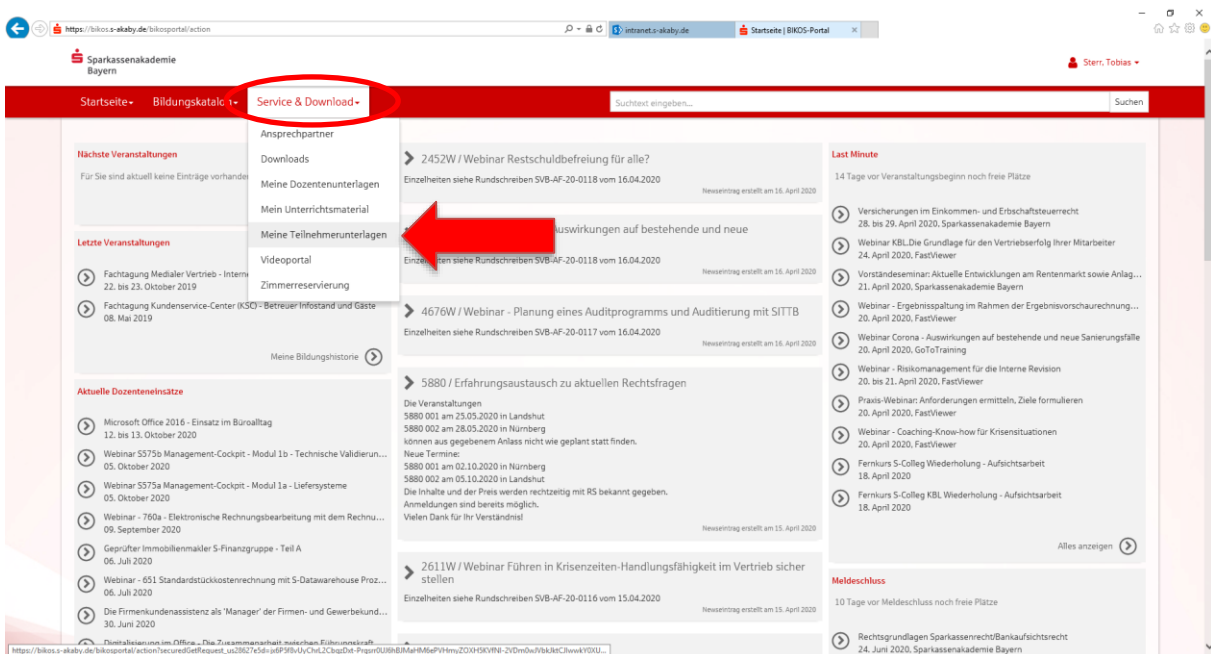 https://bikos.s-akaby.de/bikosportal/action
intranet.s-akaby.de
Startseite | BIKOS-Portal
Sparkassenakademie
Bayern
Sterr, Tobias
Startseite
Bildungskatalog
Service & Download
Suchtext eingeben...
Suchen
Ansprechpartner
Downloads
Meine Dozentenunterlagen
Mein Unterrichtsmaterial
Meine Teilnehmerunterlagen
Videoportal
Zimmerreservierung
Nächste Veranstaltungen
Für Sie sind aktuell keine Einträge
Letzte Veranstaltungen
Fachtagung Medialer Vertrieb -
22. bis 23. Oktober 2019
Fachtagung Kundenservice-Center (KSC) - Betreuer Infostand und Gäste
08. Mai 2019
Meine Bildungshistorie
Aktuelle Dozenteneinsätze
Microsoft Office 2016 - Einsatz im Büroalltag
12. bis 13. Oktober 2020
Webinar S575b Management-Cockpit - Modul 1b - Technische Validierun...
05. Oktober 2020
Webinar S575a Management-Cockpit - Modul 1a - Liefersysteme
05. Oktober 2020
Webinar - 760a - Elektronische Rechnungsbearbeitung mit dem Rechnu...
09. September 2020
Geprüfter Immobilienmakler S-Finanzgruppe - Teil A
06. Juli 2020
Webinar - 651 Standardstückkostenrechnung mit S-Datawarehouse Proz...
06. Juli 2020
Die Firmenkundenassistenz als 'Manager' der Firmen- und Gewerbekund...
30. Juni 2020
Digitalisierung im Office - Die Zusammenarbeit zwischen Führungskraft
2452W / Webinar Restschuldbefreiung für alle?
Einzelheiten siehe Rundschreiben SVB-AF-20-0118 vom 16.04.2020
Newseintrag erstellt am 16. April 2020
Auswirkungen auf bestehende und neue
Einzelheiten siehe Rundschreiben SVB-AF-20-0118 vom 16.04.2020
Newseintrag erstellt am 16. April 2020
4676W / Webinar - Planung eines Auditprogramms und Auditierung mit SITTB
Einzelheiten siehe Rundschreiben SVB-AF-20-0117 vom 16.04.2020
Newseintrag erstellt am 16. April 2020
5880 / Erfahrungsaustausch zu aktuellen Rechtsfragen
Die Veranstaltungen
5880 001 am 25.05.2020 in Landshut
5880 002 am 28.05.2020 in Nürnberg
können aus gegebenem Anlass nicht wie geplant statt finden.
Neue Termine:
5880 001 am 02.10.2020 in Nürnberg
5880 002 am 05.10.2020 in Landshut
Die Inhalte und der Preis werden rechtzeitig mit RS bekannt gegeben.
Anmeldungen sind bereits möglich.
Vielen Dank für Ihr Verständnis!
Newseintrag erstellt am 15. April 2020
2611W / Webinar Führen in Krisenzeiten-Handlungsfähigkeit im Vertrieb sicher
stellen
Einzelheiten siehe Rundschreiben SVB-AF-20-0116 vom 15.04.2020
Newseintrag erstellt am 15. April 2020
Last Minute
14 Tage vor Veranstaltungsbeginn noch freie Plätze
Versicherungen im Einkommen- und Erbschaftsteuerrecht
28. bis 29. April 2020, Sparkassenakademie Bayern
Webinar KBL.Die Grundlage für den Vertriebserfolg Ihrer Mitarbeiter
24. April 2020, FastViewer
Vorständeseminar: Aktuelle Entwicklungen am Rentenmarkt sowie Anlag...
21. April 2020, Sparkassenakademie Bayern
Webinar - Ergebnisspaltung im Rahmen der Ergebnisvorschaurechnung...
20. April 2020, FastViewer
Webinar Corona - Auswirkungen auf bestehende und neue Sanierungsfälle
20. April 2020, GoToTraining
Webinar - Risikomanagement für die Interne Revision
20. bis 21. April 2020, FastViewer
Praxis-Webinar: Anforderungen ermitteln, Ziele formulieren
20. April 2020, FastViewer
Webinar - Coaching-Know-how für Krisensituationen
20. April 2020, FastViewer
Fernkurs S-Colleg Wiederholung - Aufsichtsarbeit
18. April 2020
Fernkurs S-Colleg KBL Wiederholung - Aufsichtsarbeit
18. April 2020
Alles anzeigen
Meldeschluss
10 Tage vor Meldeschluss noch freie Plätze
Rechtsgrundlagen Sparkassenrecht/Bankaufsichtsrecht
24. Juni 2020, Sparkassenakademie Bayern